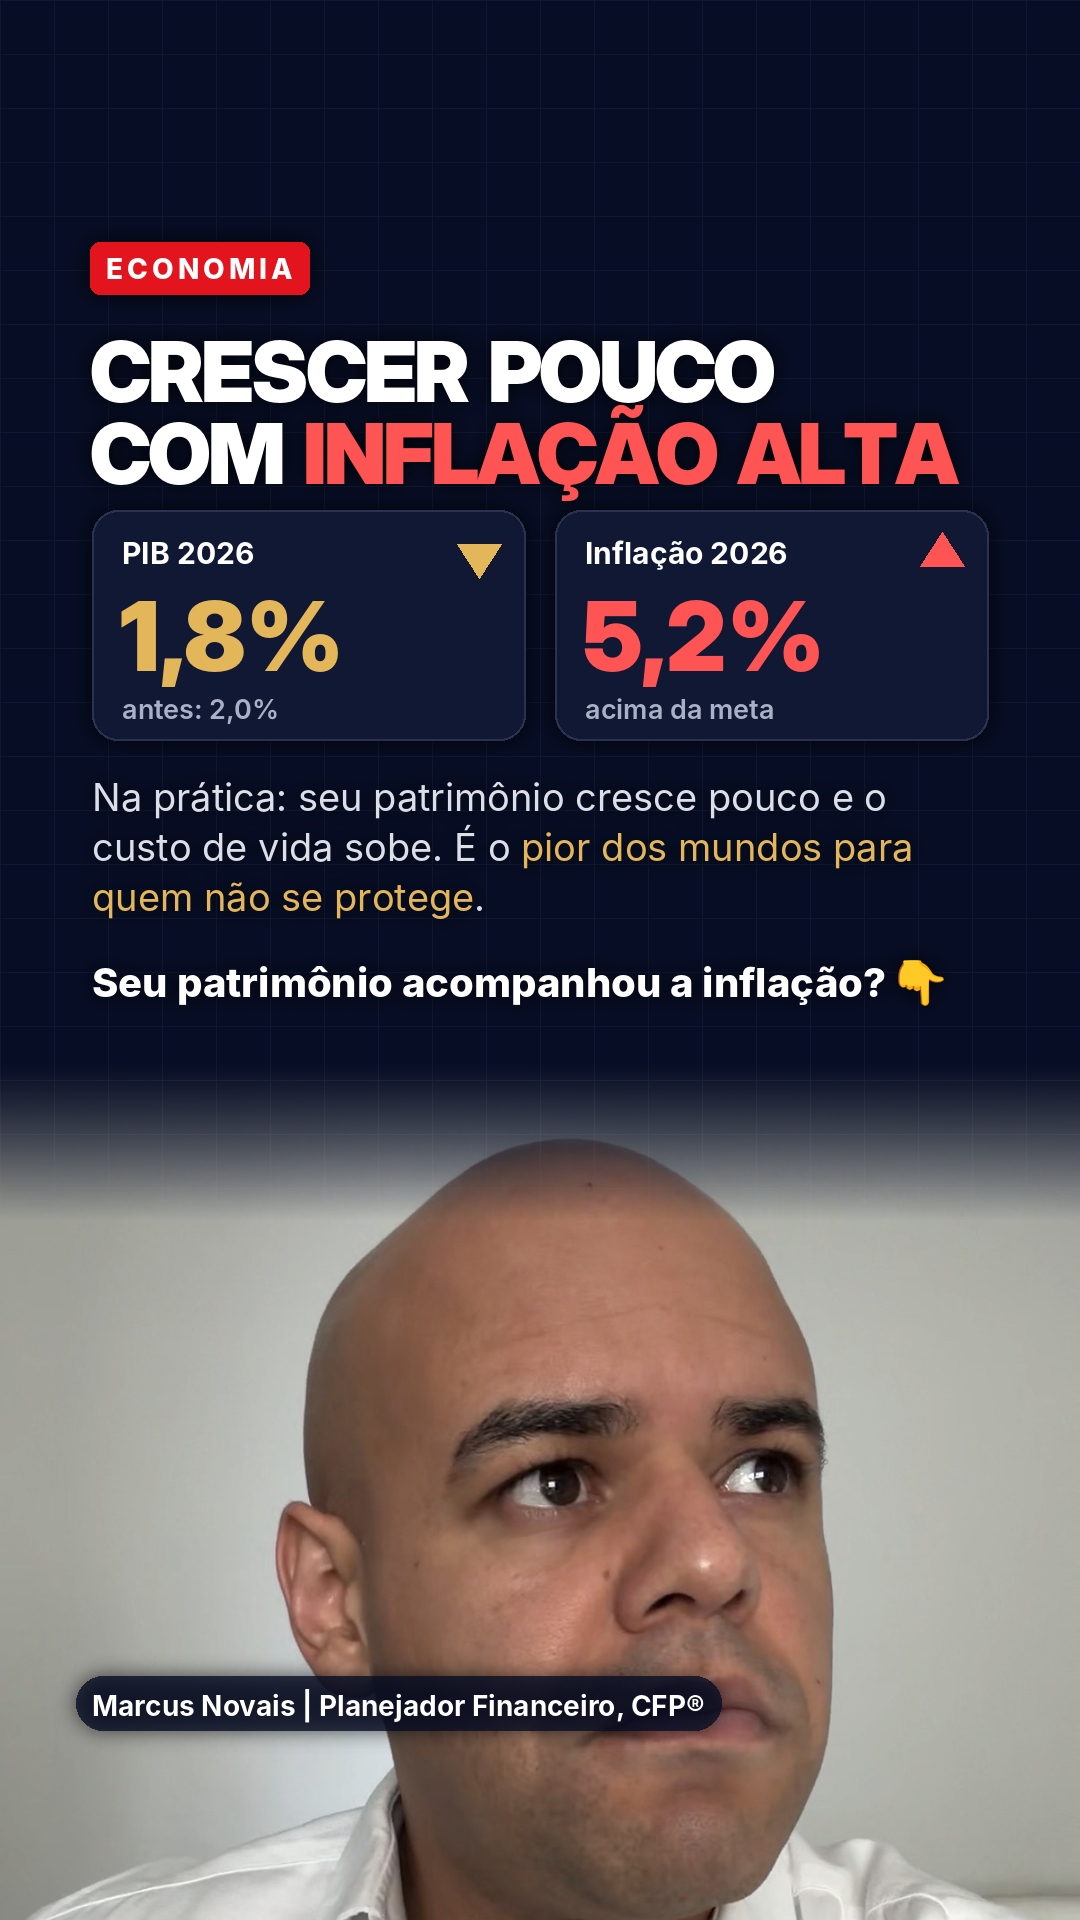 ECONOMIA
CRESCER POUCO
COM INFLAÇÃO ALTA
PIB 2026
1,8%
antes: 2,0%
Inflação 2026
5,2%
acima da meta
Na prática: seu patrimônio cresce pouco e o
custo de vida sobe. É o pior dos mundos para
quem não se protege.
Seu patrimônio acompanhou a inflação? 👇
Marcus Novais | Planejador Financeiro, CFP®